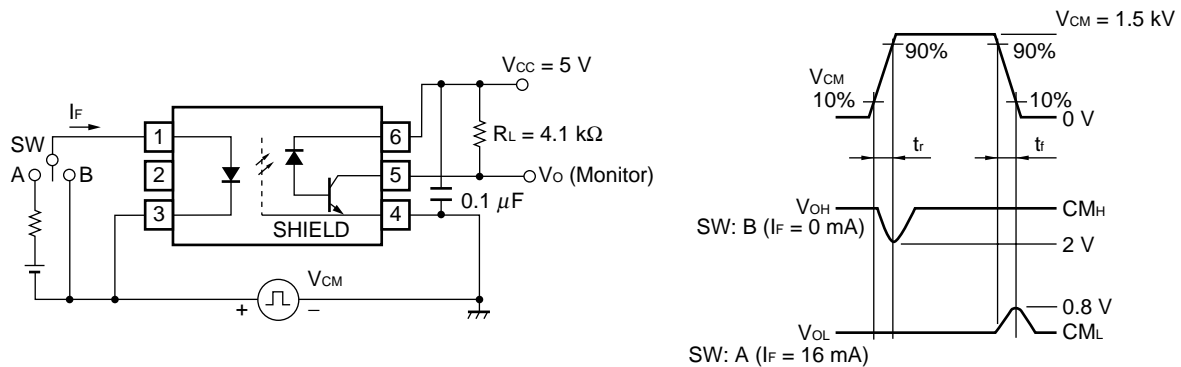 VCC = 5 V
IF
SW
A
B
1
2
3
6
5
4
SHIELD
RL = 4.1 kΩ
VO (Monitor)
0.1 μF
VCM
+
–
VCM = 1.5 kV
90%
90%
VCM
10%
10%
0 V
tr
tf
VOH
CMH
SW: B (IF = 0 mA)
2 V
0.8 V
VOL
CML
SW: A (IF = 16 mA)